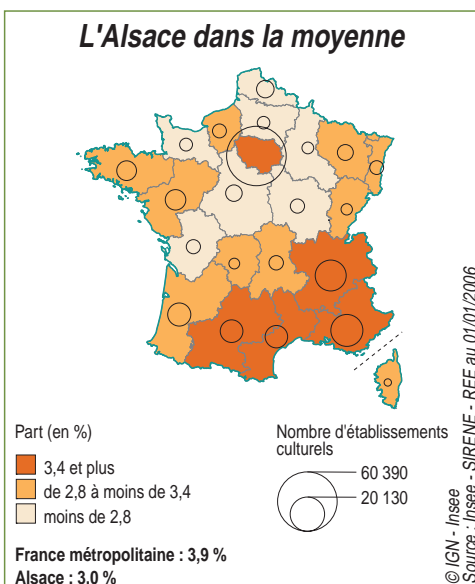 L'Alsace dans la moyenne
Part (en %)
3,4 et plus
de 2,8 à moins de 3,4
moins de 2,8
Nombre d'établissements
culturels
60 390
20 130
France métropolitaine : 3,9 %
Alsace : 3.0 %
© IGN - Insee
Source : Insee - SIRENE - REE au 01/01/2006